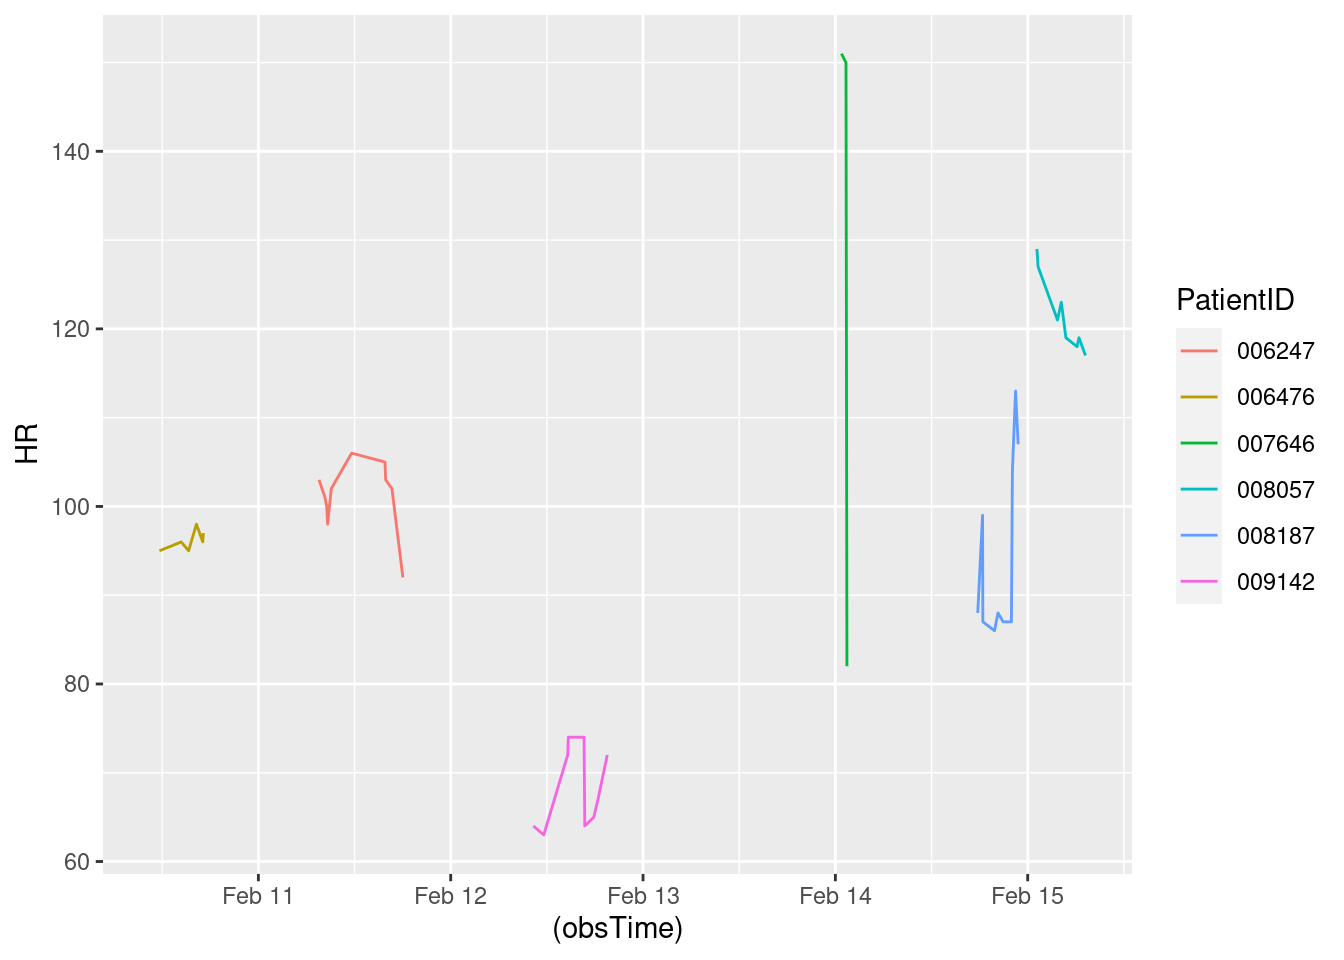 140
120
100
80
60
HR
Feb 11
Feb 12
Feb 13
Feb 14
Feb 15
(obsTime)
PatientID
006247
006476
007646
008057
008187
009142